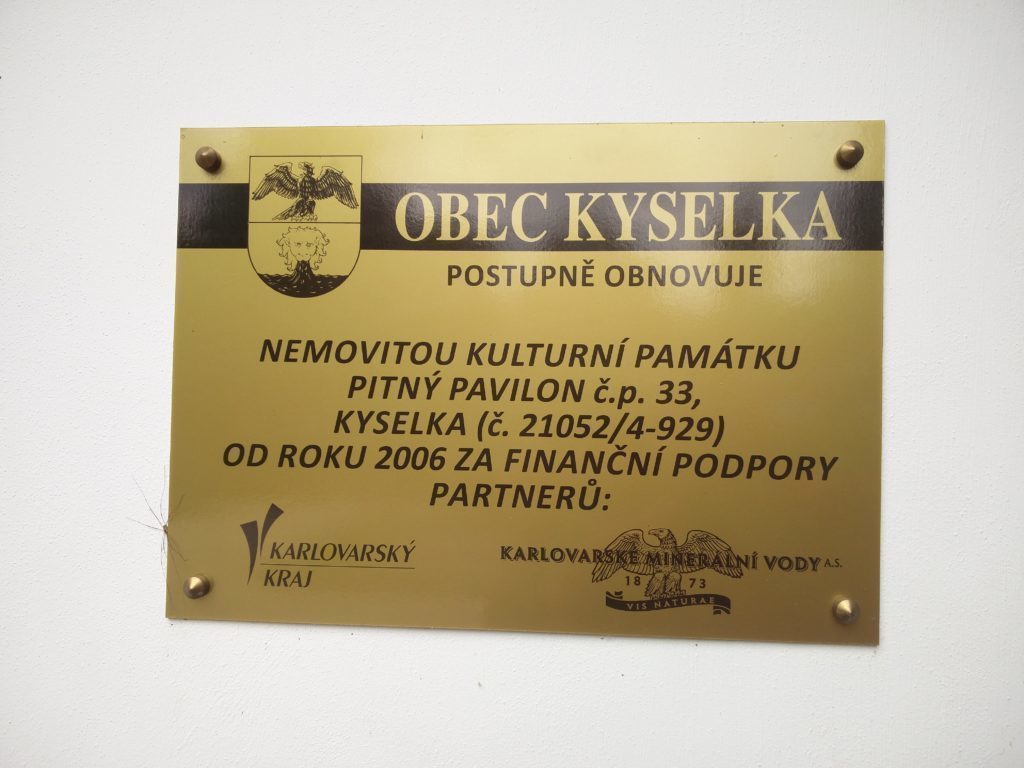 OBEC KYSELKA
POSTUPNĚ OBNOVUJE
NEMOVITOU KULTURNÍ PAMÁTKU
PITNÝ PAVILON č.p. 33,
KYSELKA (č. 21052/4-929)
OD ROKU 2006 ZA FINANČNÍ PODPORY
PARTNERŮ:
KARLOVARSKÝ
KRAJ
KARLOVARSKÉ MINERÁLNÍ VODY A.S.
18 73
VIS NATURAE